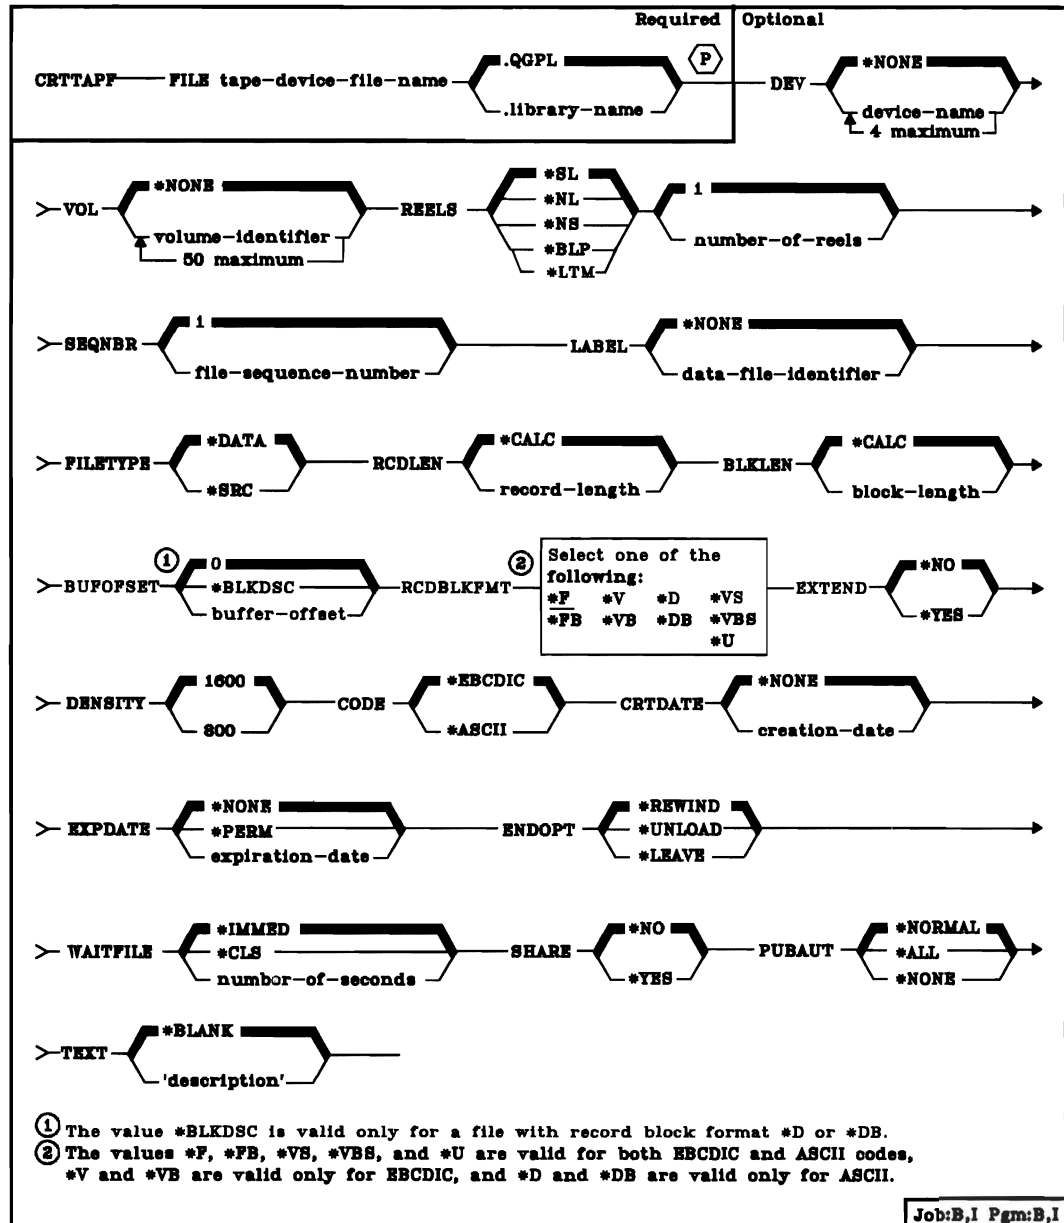 Required Optional
.QGPL P *NONE
CRTTAPF FILE tape-device-file-name DEV
.library-name device-name
4 maximum
*NONE *SL 1
*NL
VOL REELS *NS
volume-identifier *BLP number-of-reels
50 maximum *LTM
1 *NONE
SEQNBR LABEL
file-sequence-number data-file-identifier
*DATA *CALC *CALC
FILETYPE RCDLEN BLKLEN
*SRC record-length block-length
1 0 2 Select one of the *NO
following:
BUFOFSET *BLKDSC RCDBLKFMT *F *V *D *VS EXTEND
buffer-offset *FB *VB *DB *VBS *YES
*U
1600 *EBCDIC *NONE
DENSITY CODE CRTDATE
800 *ASCII creation-date
*NONE *REWIND
EXPDATE *PERM ENDOPT *UNLOAD
expiration-date *LEAVE
*IMMED *NO *NORMAL
WAITFILE *CLS SHARE PUBAUT *ALL
number-of-seconds *YES *NONE
*BLANK
TEXT
'description'
1 The value *BLKDSC is valid only for a file with record block format *D or *DB.
2 The values *F, *FB, *VS, *VBS, and *U are valid for both EBCDIC and ASCII codes,
*V and *VB are valid only for EBCDIC, and *D and *DB are valid only for ASCII.
Job:B,I Pgm:B,I